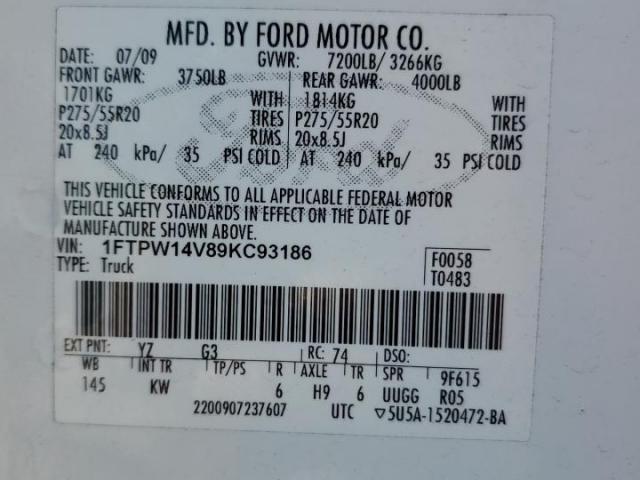 MFD. BY FORD MOTOR CO.
DATE: 07/09 GVWR: 7200LB/ 3266KG
FRONT GAWR: 3750LB REAR GAWR: 4000LB
1701KG WITH 1814KG WITH
P275/55R20 TIRES P275/55R20 TIRES
20x8.5J RIMS 20x8.5J RIMS
AT 240 kPa/ 35 PSI COLD AT 240 kPa/ 35 PSI COLD
THIS VEHICLE CONFORMS TO ALL APPLICABLE FEDERAL MOTOR
VEHICLE SAFETY STANDARDS IN EFFECT ON THE DATE OF
MANUFACTURE SHOWN ABOVE.
VIN: 1FTPW14V89KC93186 F0058
TYPE: Truck T0483
EXT PNT: YZ G3 RC: 74 DSO:
WB INT TR TP/PS R AXLE TR SPR 9F615
145 KW 6 H9 6 UUGG R05
2200907237607 UTC ▽5U5A-1520472-BA
Ford